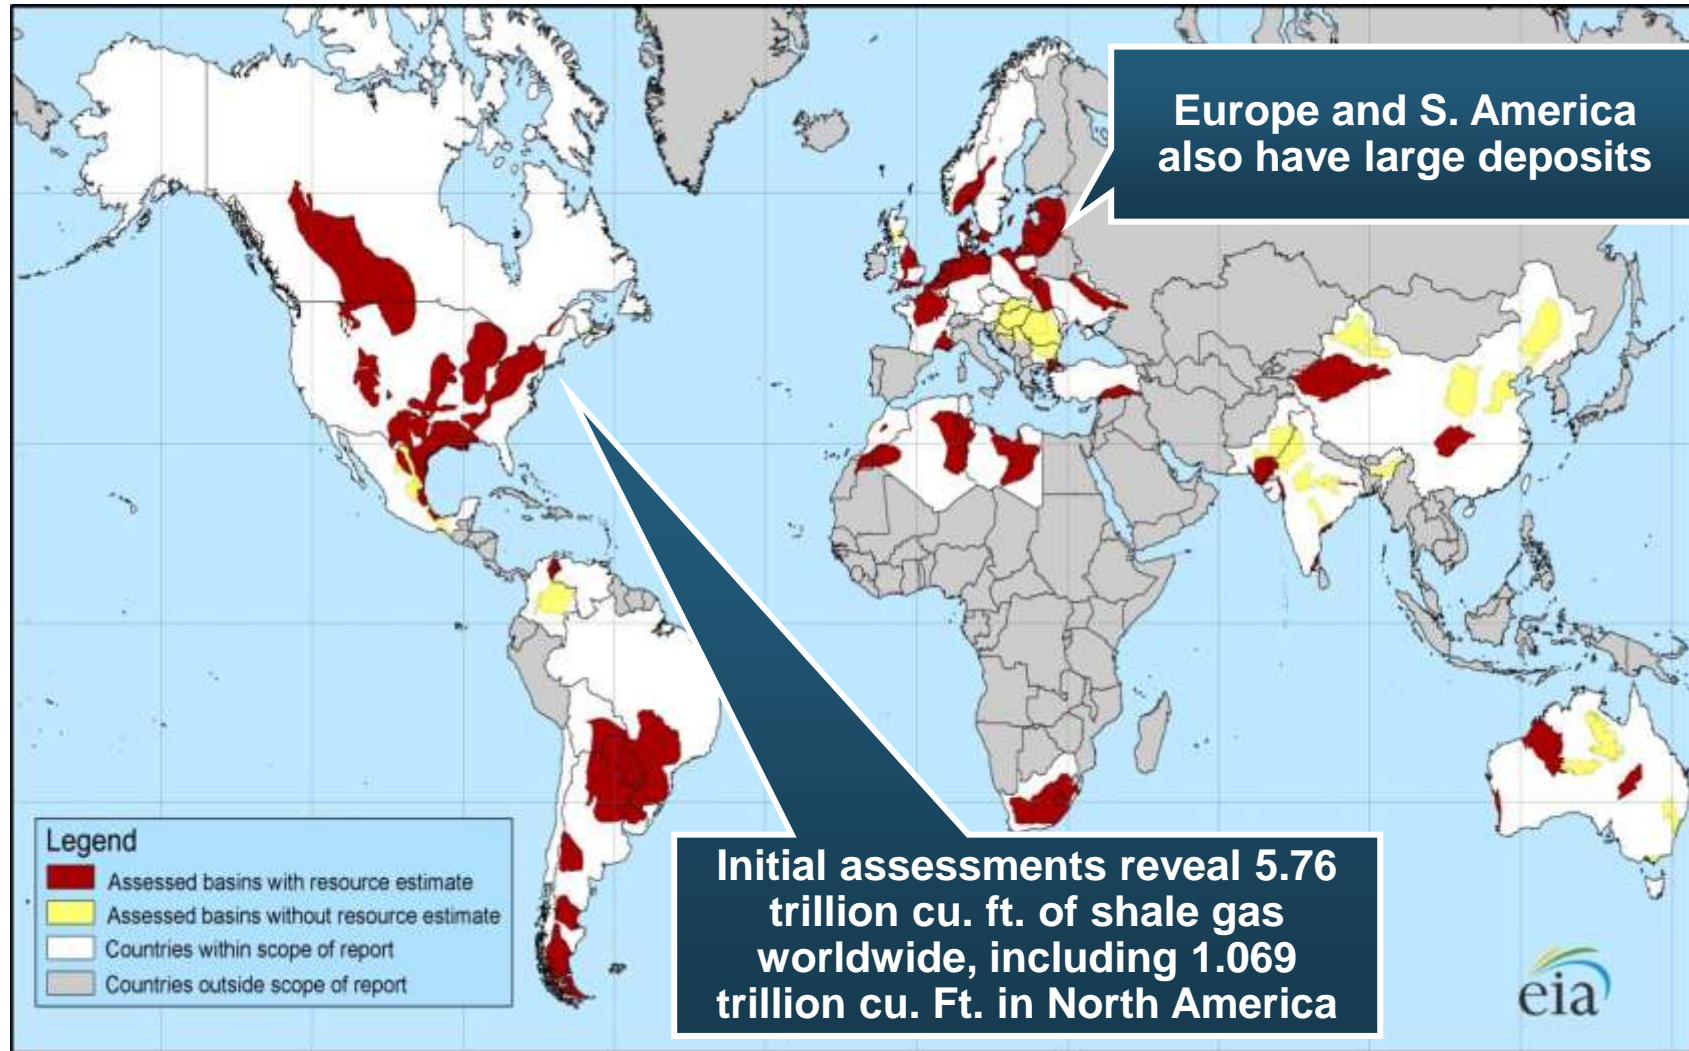 Europe and S. America
also have large deposits
Legend
Assessed basins with resource estimate
Assessed basins without resource estimate
Countries within scope of report
Countries outside scope of report
Initial assessments reveal 5.76
trillion cu. ft. of shale gas
worldwide, including 1.069
trillion cu. Ft. in North America
eia